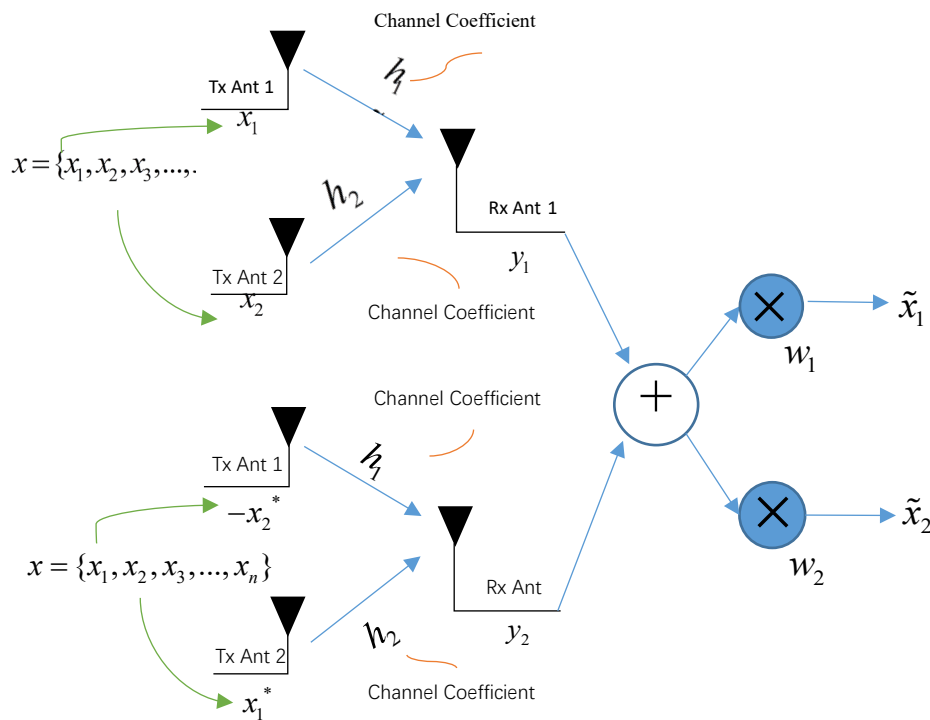 Channel Coefficient
h₁
Tx Ant 1
x₁
x = {x₁, x₂, x₃, ..., .
h₂
Rx Ant 1
y₁
Tx Ant 2
x₂
Channel Coefficient
x̃₁
w₁
+
Channel Coefficient
Tx Ant 1
−x₂*
h₁
x̃₂
w₂
x = {x₁, x₂, x₃, ..., xₙ}
Rx Ant
y₂
Tx Ant 2
x₁*
h₂
Channel Coefficient